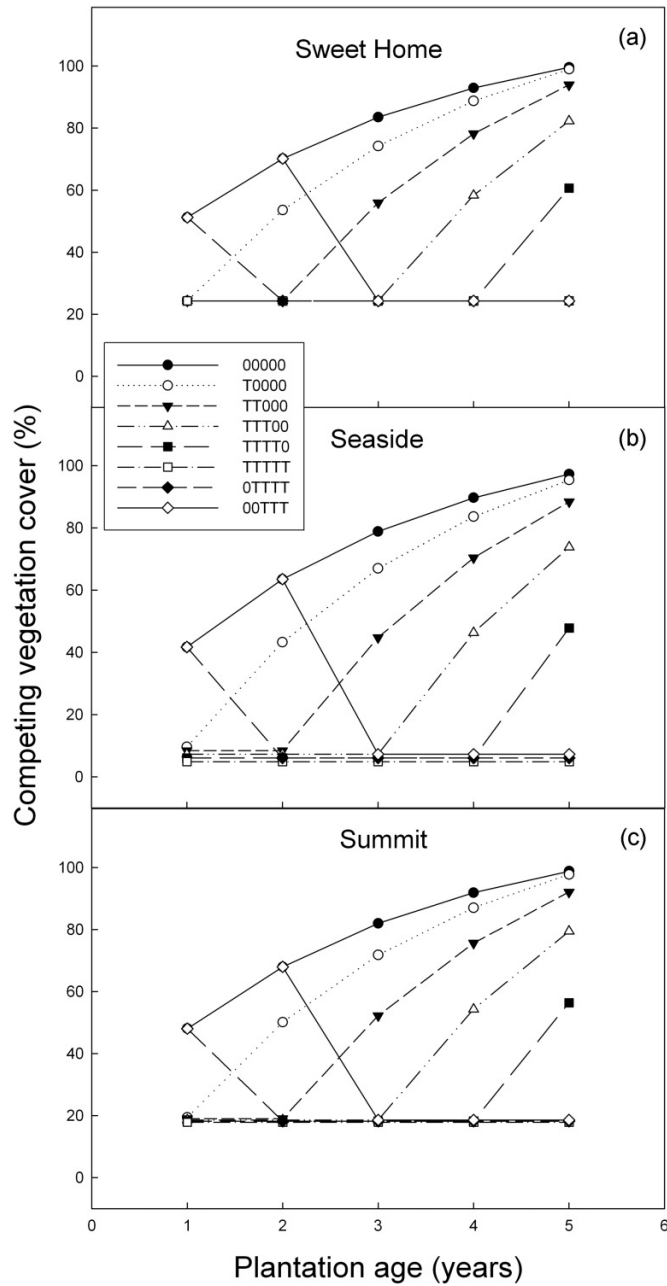 Sweet Home
(a)
100
80
60
40
20
0
00000
T0000
TT000
TTT00
TTTT0
TTTTT
0TTTT
00TTT
Competing vegetation cover (%)
Seaside
(b)
100
80
60
40
20
0
Summit
(c)
100
80
60
40
20
0
0 1 2 3 4 5 6
Plantation age (years)